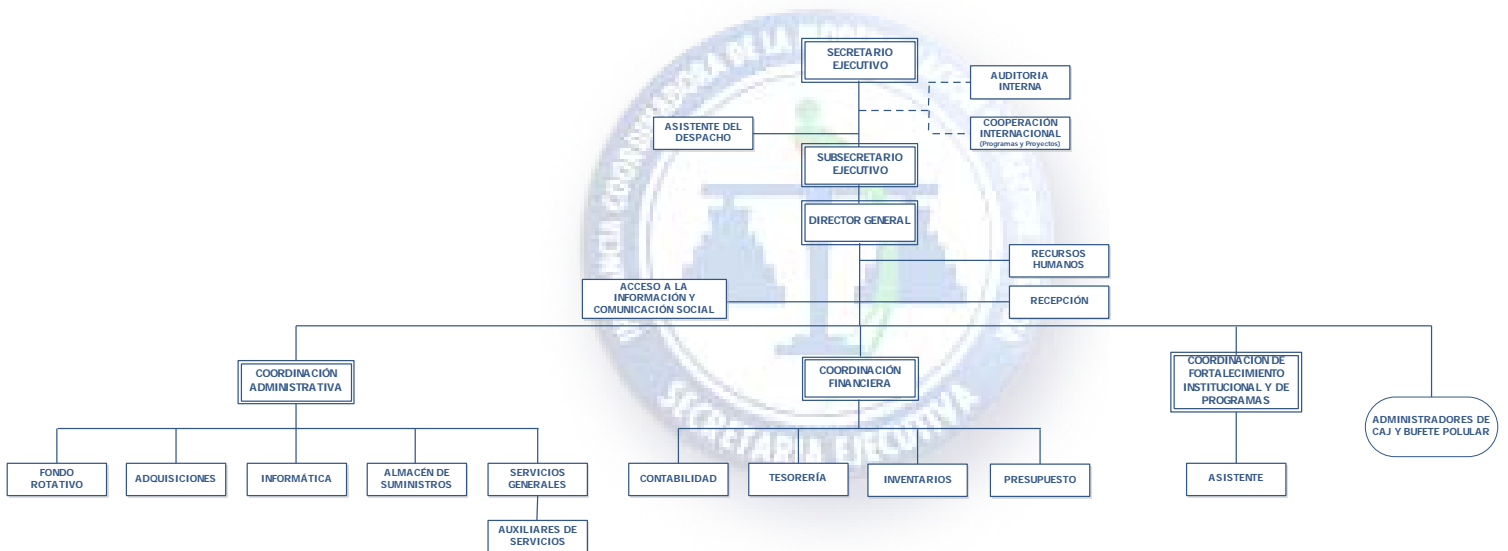 SECRETARIO
EJECUTIVO
AUDITORIA
INTERNA
ASISTENTE DEL
DESPACHO
COOPERACIÓN
INTERNACIONAL
(Programas y Proyectos)
SUBSECRETARIO
EJECUTIVO
DIRECTOR GENERAL
RECURSOS
HUMANOS
ACCESO A LA
INFORMACIÓN Y
COMUNICACIÓN SOCIAL
RECEPCIÓN
COORDINACIÓN
ADMINISTRATIVA
COORDINACIÓN
FINANCIERA
COORDINACION DE
FORTALECIMIENTO
INSTITUCIONAL Y DE
PROGRAMAS
ADMINISTRADORES DE
CAJ Y BUFETE POLULAR
FONDO
ROTATIVO
ADQUISICIONES
INFORMÁTICA
ALMACÉN DE
SUMINISTROS
SERVICIOS
GENERALES
CONTABILIDAD
TESORERÍA
INVENTARIOS
PRESUPUESTO
ASISTENTE
AUXILIARES DE
SERVICIOS
SECRETARIA EJECUTIVA